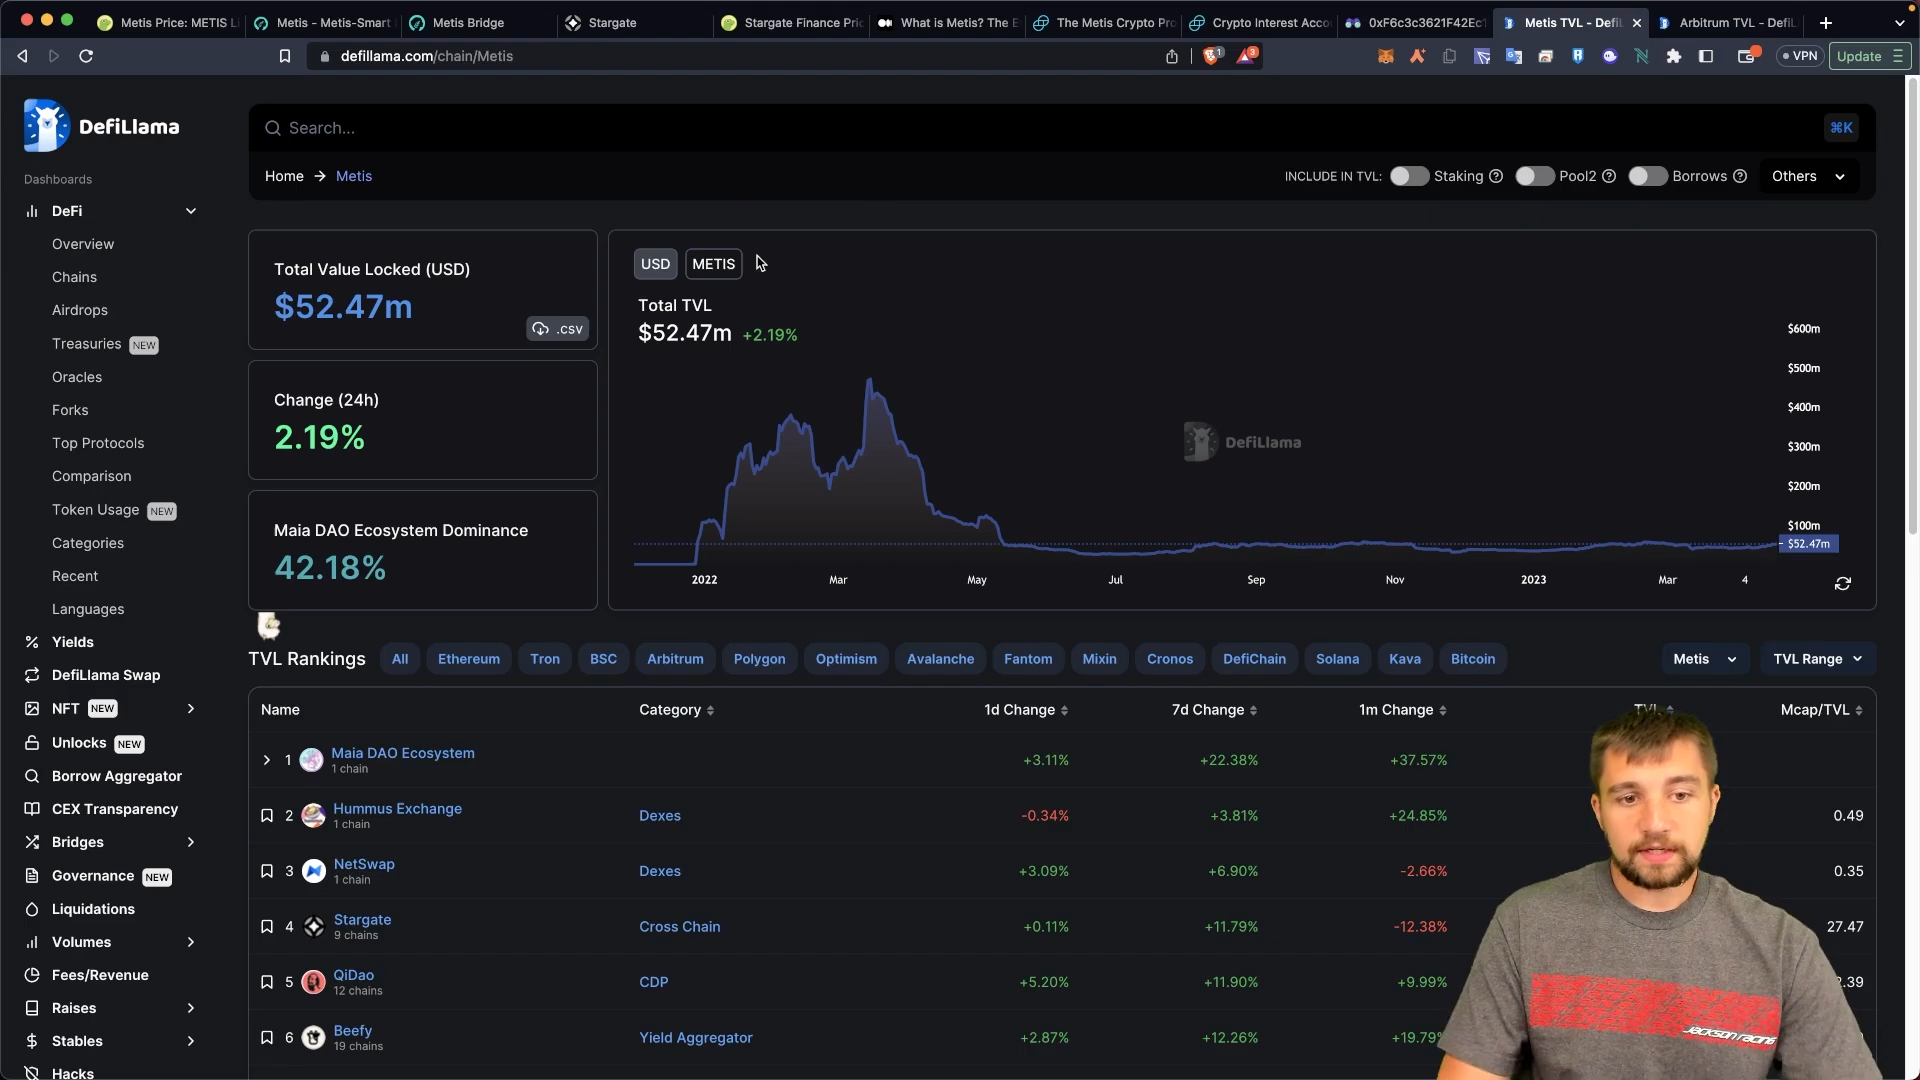 Metis Price: METIS Li
Metis - Metis-Smart
Metis Bridge
Stargate
Stargate Finance Pric
What is Metis? The E
The Metis Crypto Pro
Crypto Interest Acco
0xF6c3c3621F42Ec1
Metis TVL - DefiL
Arbitrum TVL - DefiLl
defillama.com/chain/Metis
1
3
VPN
Update
DefiLlama
Search...
⌘K
Home → Metis
INCLUDE IN TVL:
Staking
Pool2
Borrows
Others
Dashboards
DeFi
Overview
Chains
Airdrops
Treasuries NEW
Oracles
Forks
Top Protocols
Comparison
Token Usage NEW
Categories
Recent
Languages
Yields
DefiLlama Swap
NFT NEW
Unlocks NEW
Borrow Aggregator
CEX Transparency
Bridges
Governance NEW
Liquidations
Volumes
Fees/Revenue
Raises
Stables
Hacks
Total Value Locked (USD)
$52.47m
.csv
Change (24h)
2.19%
Maia DAO Ecosystem Dominance
42.18%
USD METIS
Total TVL
$52.47m +2.19%
$600m
$500m
$400m
$300m
$200m
$100m
$52.47m
DefiLlama
2022 Mar May Jul Sep Nov 2023 Mar 4
TVL Rankings
All Ethereum Tron BSC Arbitrum Polygon Optimism Avalanche Fantom Mixin Cronos DefiChain Solana Kava Bitcoin
Metis
TVL Range
Name Category 1d Change 7d Change 1m Change TVL Mcap/TVL
1 Maia DAO Ecosystem +3.11% +22.38% +37.57%
1 chain
2 Hummus Exchange Dexes -0.34% +3.81% +24.85% 0.49
1 chain
3 NetSwap Dexes +3.09% +6.90% -2.66% 0.35
1 chain
4 Stargate Cross Chain +0.11% +11.79% -12.38% 27.47
9 chains
5 QiDao CDP +5.20% +11.90% +9.99% .39
12 chains
6 Beefy Yield Aggregator +2.87% +12.26% +19.79%
19 chains
Jackson racing